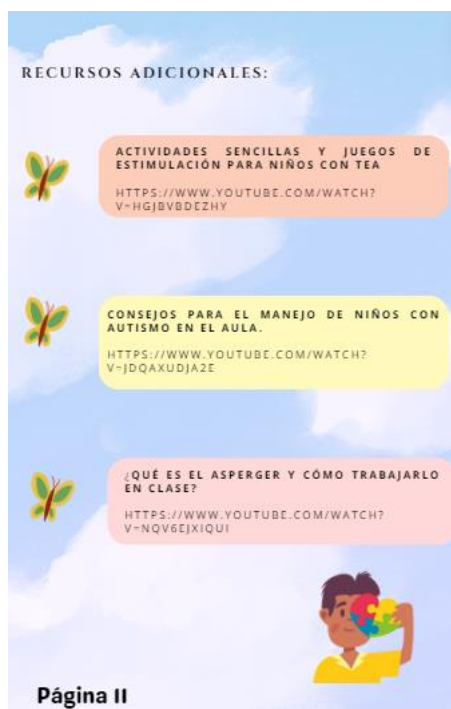 RECURSOS ADICIONALES:
ACTIVIDADES SENCILLAS Y JUEGOS DE
ESTIMULACIÓN PARA NIÑOS CON TEA
HTTPS://WWW.YOUTUBE.COM/WATCH?
V=HGJBVBDEZHY
CONSEJOS PARA EL MANEJO DE NIÑOS CON
AUTISMO EN EL AULA.
HTTPS://WWW.YOUTUBE.COM/WATCH?
V=JDQAXUDJA2E
¿QUÉ ES EL ASPERGER Y CÓMO TRABAJARLO
EN CLASE?
HTTPS://WWW.YOUTUBE.COM/WATCH?
V=NQV6EJXIQUI
Página II